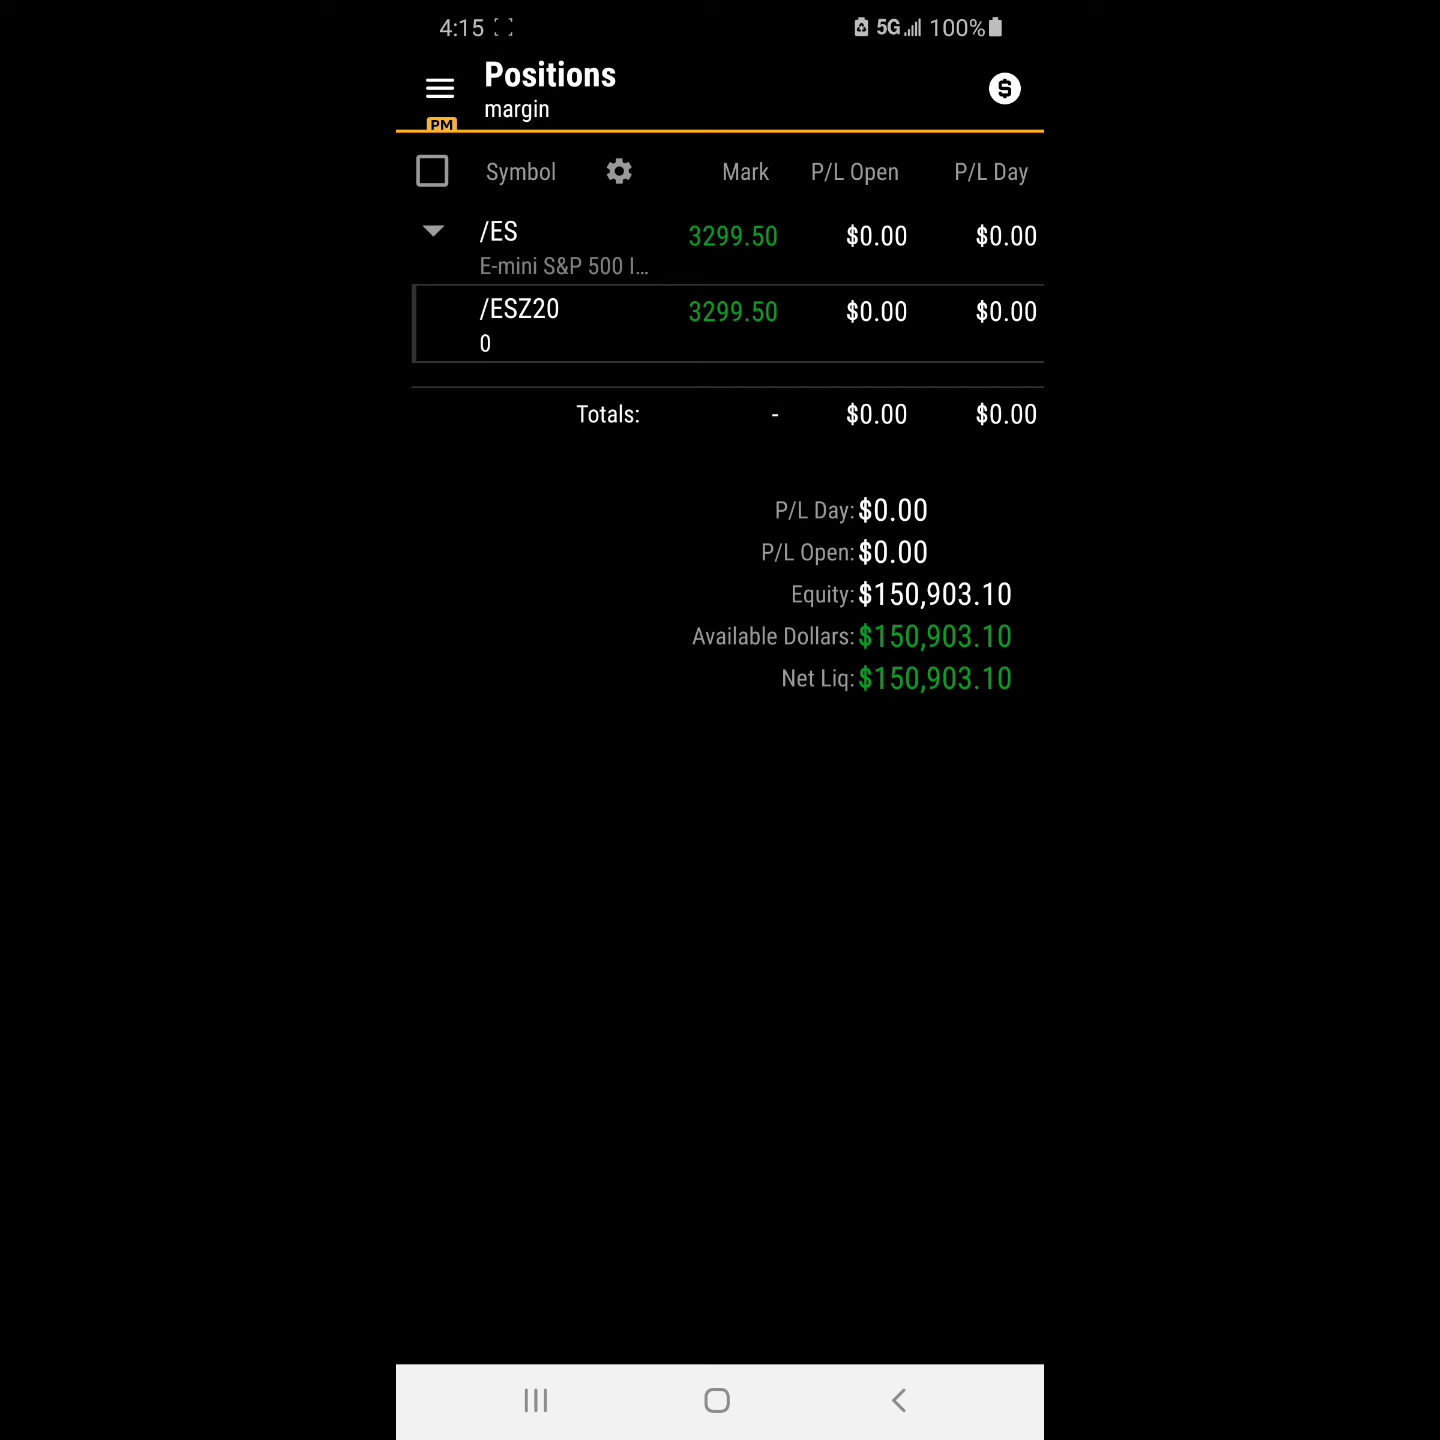 4:15 5G 100%
Positions
margin
PM
Symbol Mark P/L Open P/L Day
/ES 3299.50 $0.00 $0.00
E-mini S&P 500 I...
/ESZ20 3299.50 $0.00 $0.00
0
Totals: - $0.00 $0.00
P/L Day: $0.00
P/L Open: $0.00
Equity: $150,903.10
Available Dollars: $150,903.10
Net Liq: $150,903.10